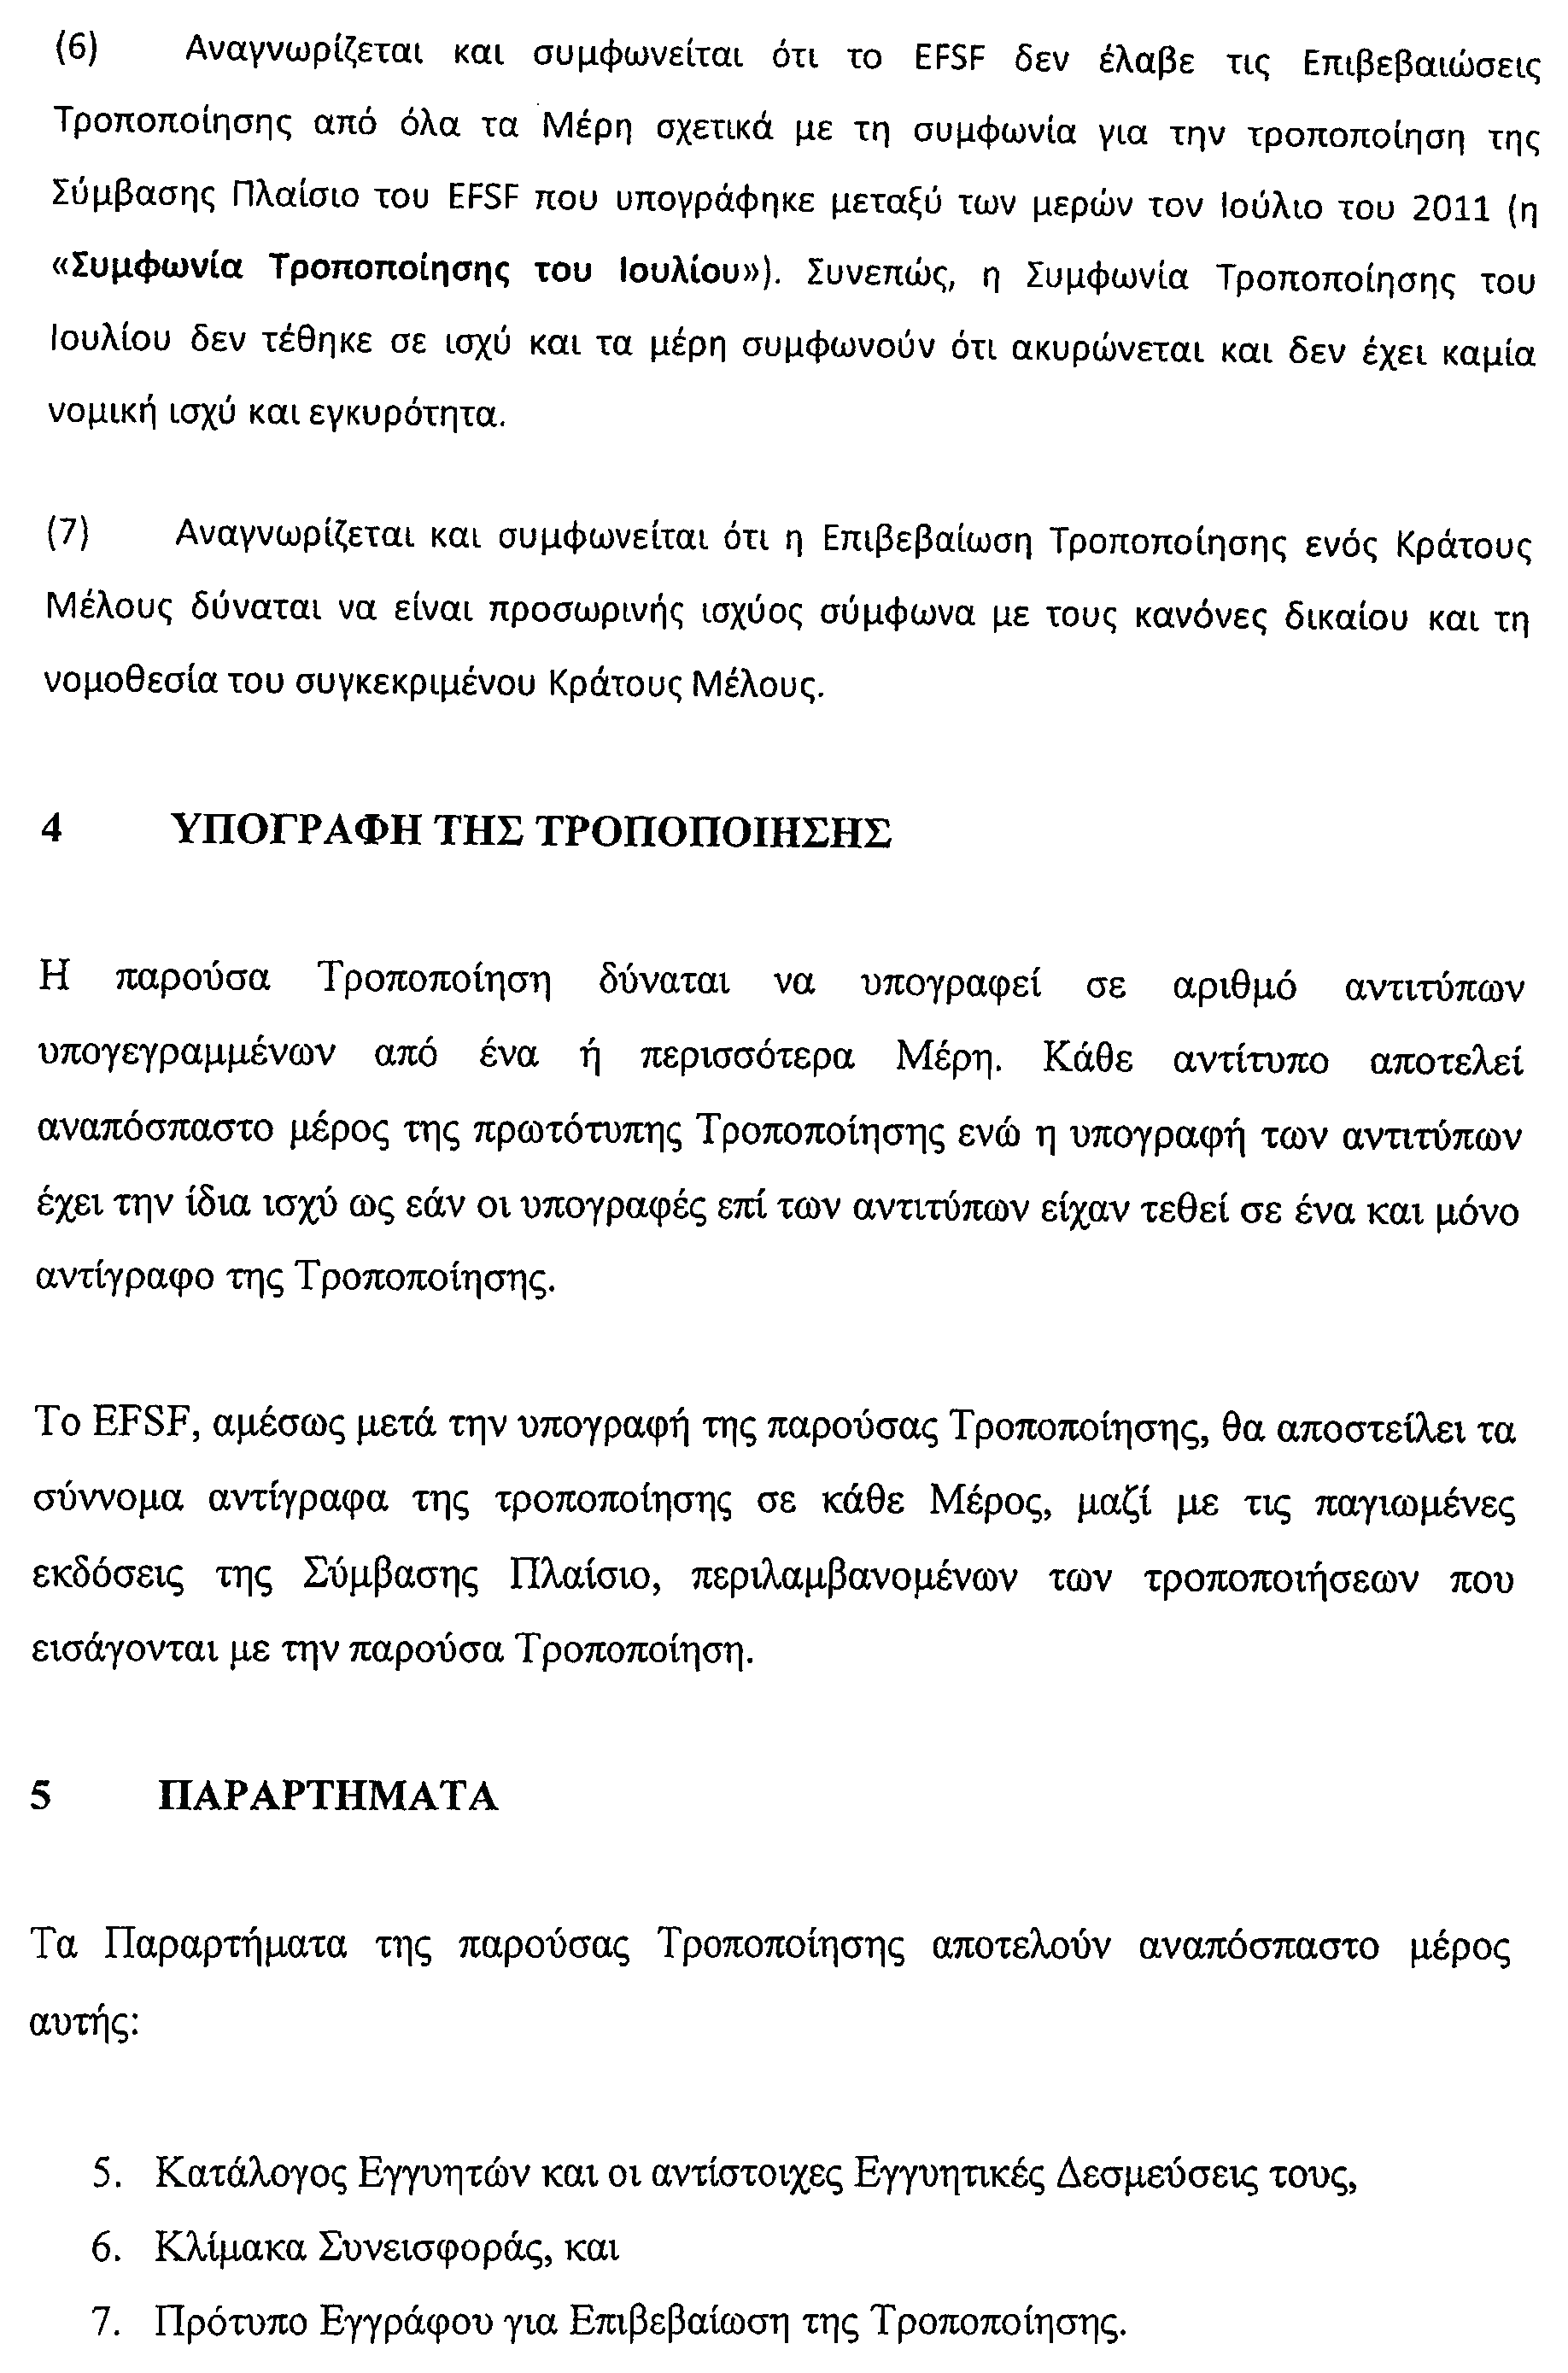 (6) Αναγνωρίζεται και συμφωνείται ότι το EFSF δεν έλαβε τις Επιβεβαιώσεις
Τροποποίησης από όλα τα Μέρη σχετικά με τη συμφωνία για την τροποποίηση της
Σύμβασης Πλαίσιο του EFSF που υπογράφηκε μεταξύ των μερών τον Ιούλιο του 2011 (η
«Συμφωνία Τροποποίησης του Ιουλίου»). Συνεπώς, η Συμφωνία Τροποποίησης του
Ιουλίου δεν τέθηκε σε ισχύ και τα μέρη συμφωνούν ότι ακυρώνεται και δεν έχει καμία
νομική ισχύ και εγκυρότητα.
(7) Αναγνωρίζεται και συμφωνείται ότι η Επιβεβαίωση Τροποποίησης ενός Κράτους
Μέλους δύναται να είναι προσωρινής ισχύος σύμφωνα με τους κανόνες δικαίου και τη
νομοθεσία του συγκεκριμένου Κράτους Μέλους.
4 ΥΠΟΓΡΑΦΗ ΤΗΣ ΤΡΟΠΟΠΟΙΗΣΗΣ
Η παρούσα Τροποποίηση δύναται να υπογραφεί σε αριθμό αντιτύπων
υπογεγραμμένων από ένα ή περισσότερα Μέρη. Κάθε αντίτυπο αποτελεί
αναπόσπαστο μέρος της πρωτότυπης Τροποποίησης ενώ η υπογραφή των αντιτύπων
έχει την ίδια ισχύ ως εάν οι υπογραφές επί των αντιτύπων είχαν τεθεί σε ένα και μόνο
αντίγραφο της Τροποποίησης.
Το EFSF, αμέσως μετά την υπογραφή της παρούσας Τροποποίησης, θα αποστείλει τα
σύννομα αντίγραφα της τροποποίησης σε κάθε Μέρος, μαζί με τις παγιωμένες
εκδόσεις της Σύμβασης Πλαίσιο, περιλαμβανομένων των τροποποιήσεων που
εισάγονται με την παρούσα Τροποποίηση.
5 ΠΑΡΑΡΤΗΜΑΤΑ
Τα Παραρτήματα της παρούσας Τροποποίησης αποτελούν αναπόσπαστο μέρος
αυτής:
5. Κατάλογος Εγγυητών και οι αντίστοιχες Εγγυητικές Δεσμεύσεις τους,
6. Κλίμακα Συνεισφοράς, και
7. Πρότυπο Εγγράφου για Επιβεβαίωση της Τροποποίησης.